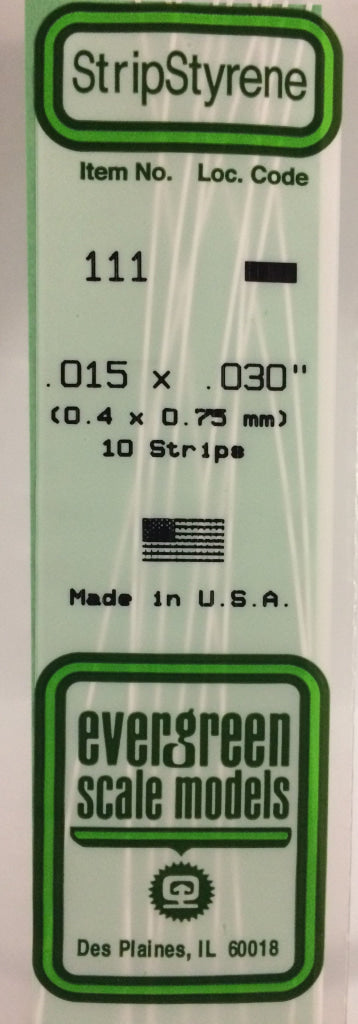 StripStyrene
Item No. Loc. Code
111
.015 x .030"
(0.4 x 0.75 mm)
10 Strips
Made in U.S.A.
evergreen
scale models
Des Plaines, IL 60018